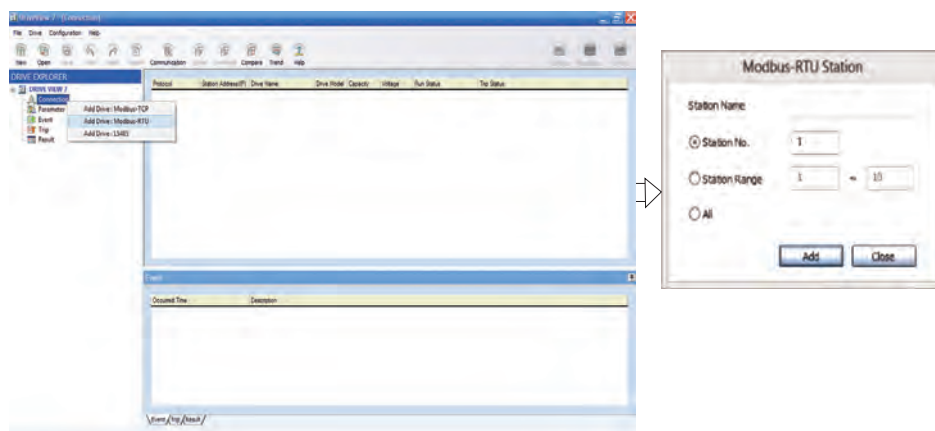 DriveView 7 - [Connection]
File Drive Configuration Help
New Open Communication Compare Trend Help
DRIVE EXPLORER
DRIVE VIEW 7
Connection
Parameter
Event
Trip
Result
Add Drive : Modbus-TCP
Add Drive : Modbus-RTU
Add Drive : LS485
Protocol Station Address(IP) Drive Name Drive Model Capacity Voltage Run Status Trip Status
Event
Occurred Time Description
Event Trip Result
Modbus-RTU Station
Station Name
Station No. 1
Station Range 1 ~ 10
All
Add Close